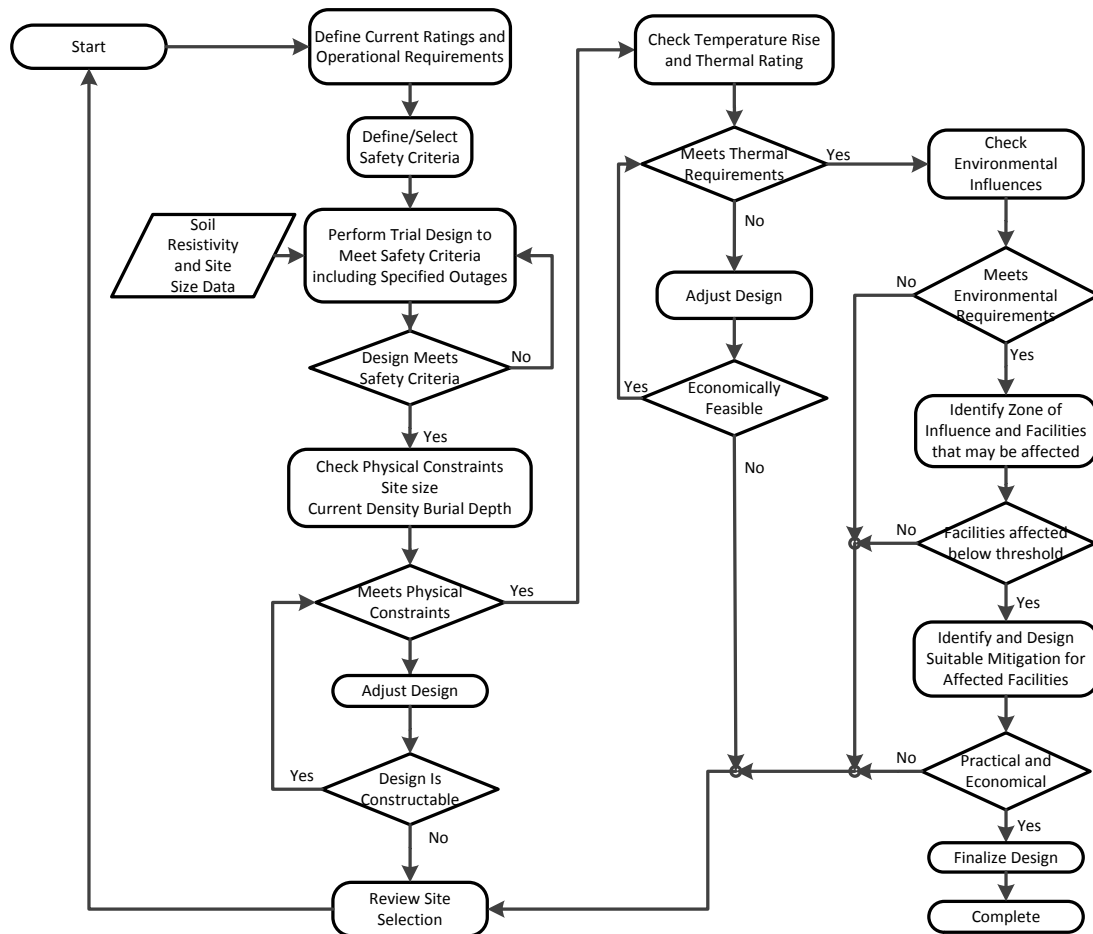 Start
Define Current Ratings and
Operational Requirements
Define/Select
Safety Criteria
Soil
Resistivity
and Site
Size Data
Perform Trial Design to
Meet Safety Criteria
including Specified Outages
Design Meets
Safety Criteria
No
Yes
Check Physical Constraints
Site size
Current Density Burial Depth
Meets Physical
Constraints
Yes
Adjust Design
Yes
Design Is
Constructable
No
Review Site
Selection
Check Temperature Rise
and Thermal Rating
Meets Thermal
Requirements
Yes
No
Adjust Design
Yes
Economically
Feasible
No
Check
Environmental
Influences
No
Meets
Environmental
Requirements
Yes
Identify Zone of
Influence and Facilities
that may be affected
No
Facilities affected
below threshold
Yes
Identify and Design
Suitable Mitigation for
Affected Facilities
No
Practical and
Economical
Yes
Finalize Design
Complete